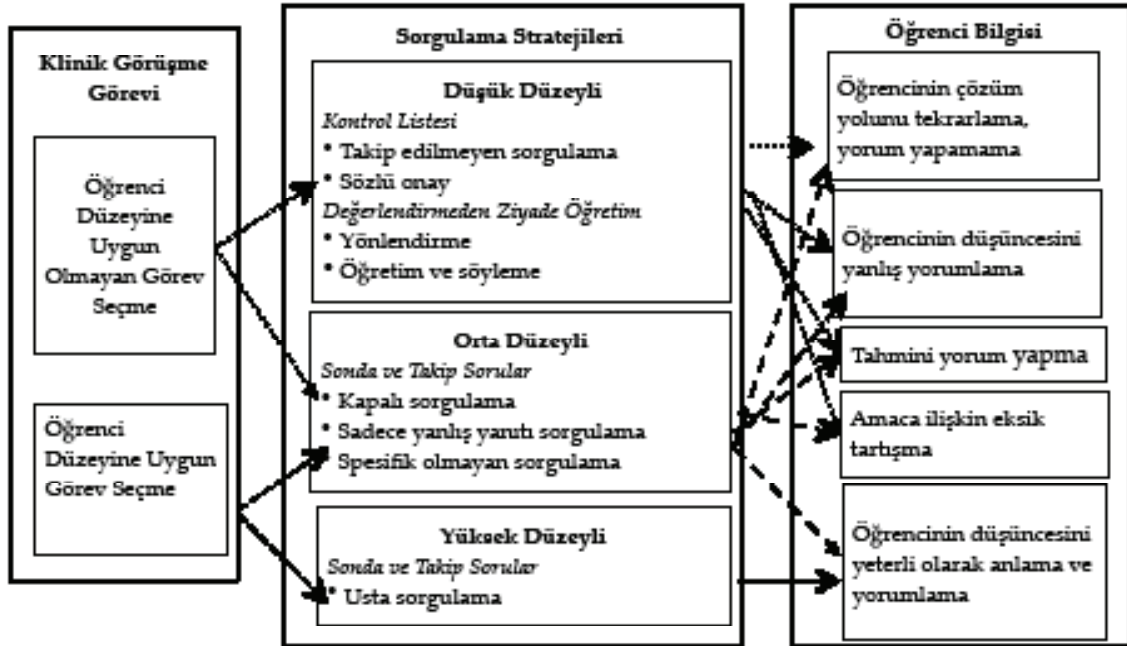 Klinik Görüşme
Görevi
Öğrenci
Düzeyine
Uygun
Olmayan Görev
Seçme
Öğrenci
Düzeyine Uygun
Görev Seçme
Sorgulama Stratejileri
Düşük Düzeyli
Kontrol Listesi
• Takip edilmeyen sorgulama
• Sözlü onay
Değerlendirmeden Ziyade Öğretim
• Yönlendirme
• Öğretim ve söyleme
Orta Düzeyli
Sonda ve Takip Sorular
• Kapalı sorgulama
• Sadece yanlış yanıtı sorgulama
Spesifik olmayan sorgulama
Yüksek Düzeyli
Sonda ve Takip Sorular
• Usta sorgulama
Öğrenci Bilgisi
Öğrencinin çözüm
yolunu tekrarlama,
yorum yapamama
Öğrencinin düşüncesini
yanlış yorumlama
Tahmini yorum yapma
Amaca ilişkin eksik
tartışma
Öğrencinin düşüncesini
yeterli olarak anlama ve
yorumlama